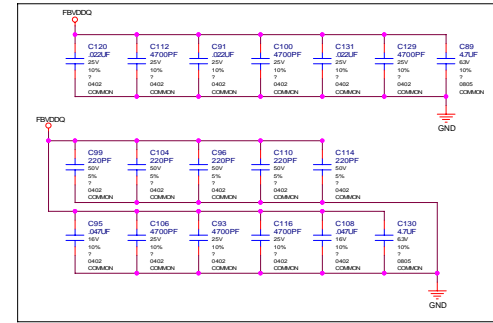 FBVDDQ
C120 C112 C91 C100 C131 C129 C89
.022UF 4700PF .022UF 4700PF .022UF 4700PF 4.7UF
25V 25V 25V 25V 25V 25V 6.3V
10% 10% 10% 10% 10% 10% 10%
? ? ? ? ? ? ?
0402 0402 0402 0402 0402 0402 0805
COMMON COMMON COMMON COMMON COMMON COMMON COMMON
GND
FBVDDQ
C99 C104 C96 C110 C114
220PF 220PF 220PF 220PF 220PF
50V 50V 50V 50V 50V
5% 5% 5% 5% 5%
? ? ? ? ?
0402 0402 0402 0402 0402
COMMON COMMON COMMON COMMON COMMON
C95 C106 C93 C116 C108 C130
.047UF 4700PF 4700PF 4700PF .047UF 4.7UF
16V 25V 25V 25V 16V 6.3V
10% 10% 10% 10% 10% 10%
? ? ? ? ? ?
0402 0402 0402 0402 0402 0805
COMMON COMMON COMMON COMMON COMMON COMMON
GND